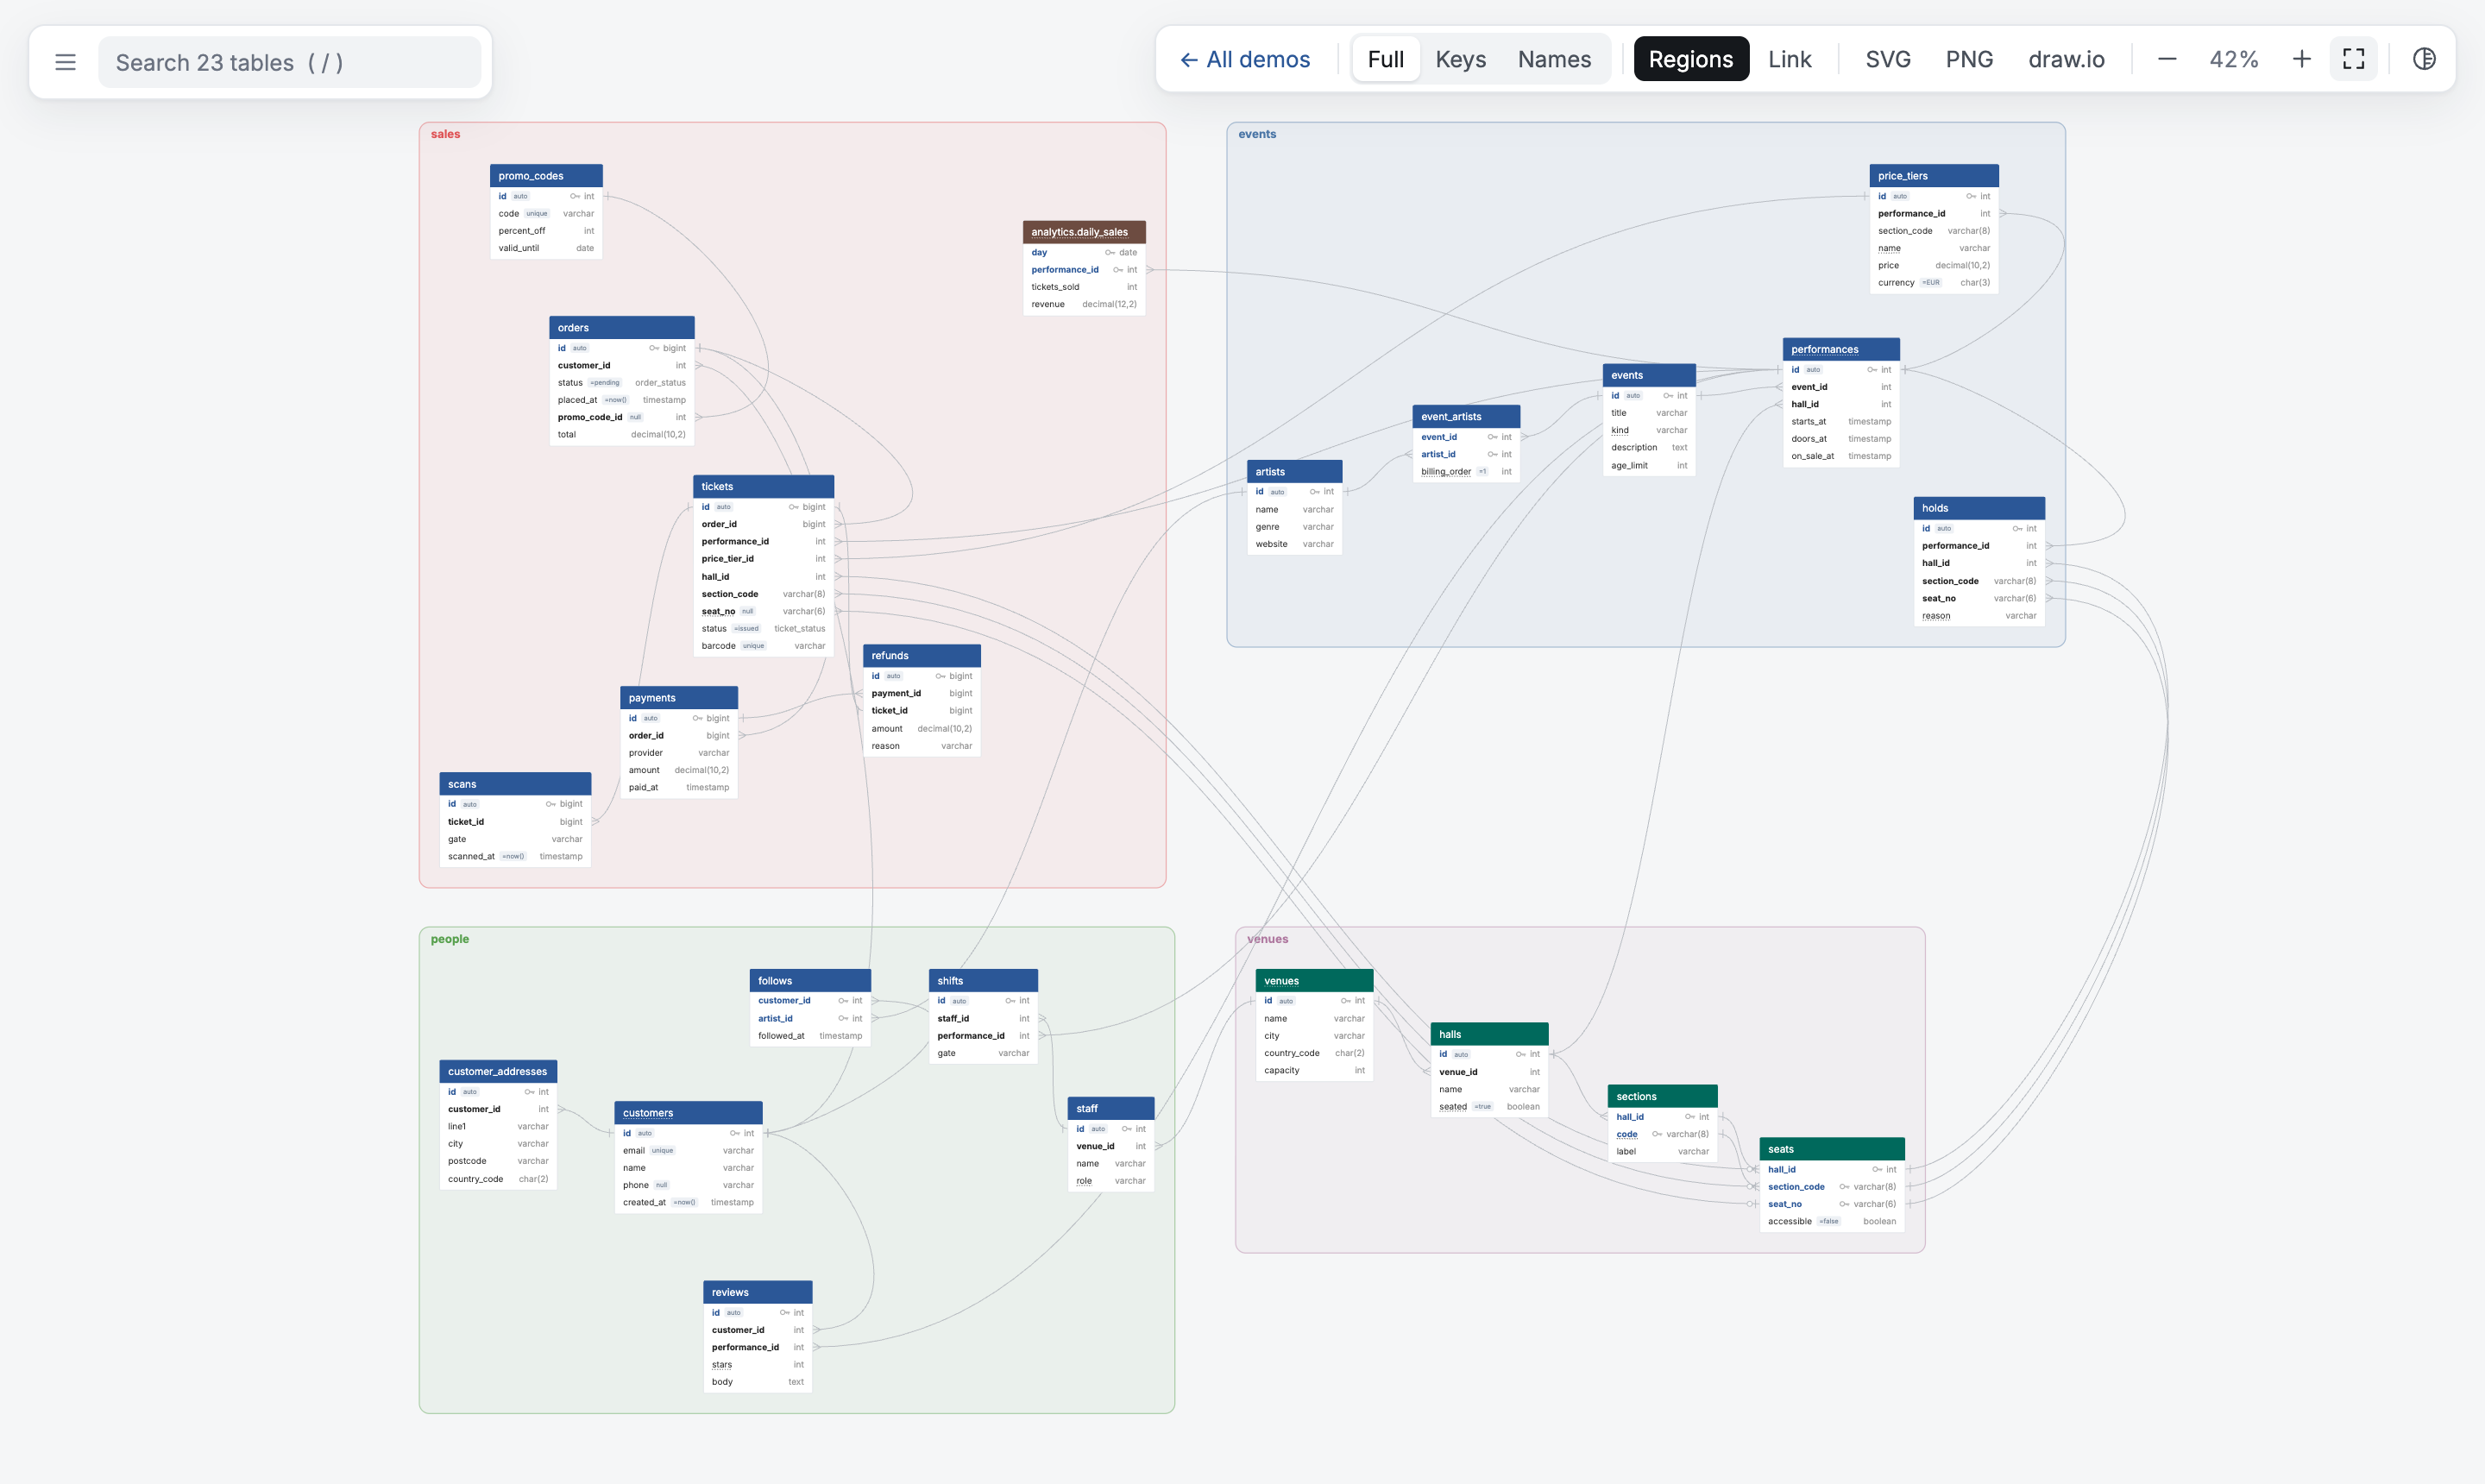 Search 23 tables ( / )
← All demos
Full
Keys
Names
Regions
Link
SVG
PNG
draw.io
42%
sales
promo_codes
id auto int
code unique varchar
percent_off int
valid_until date
analytics.daily_sales
day date
performance_id int
tickets_sold int
revenue decimal(12,2)
orders
id auto bigint
customer_id int
status =pending order_status
placed_at =now() timestamp
promo_code_id null int
total decimal(10,2)
tickets
id auto bigint
order_id bigint
performance_id int
price_tier_id int
hall_id int
section_code varchar(8)
seat_no null varchar(6)
status =issued ticket_status
barcode unique varchar
refunds
id auto bigint
payment_id bigint
ticket_id bigint
amount decimal(10,2)
reason varchar
payments
id auto bigint
order_id bigint
provider varchar
amount decimal(10,2)
paid_at timestamp
scans
id auto bigint
ticket_id bigint
gate varchar
scanned_at =now() timestamp
events
price_tiers
id auto int
performance_id int
section_code varchar(8)
name varchar
price decimal(10,2)
currency =EUR char(3)
performances
id auto int
event_id int
hall_id int
starts_at timestamp
doors_at timestamp
on_sale_at timestamp
events
id auto int
title varchar
kind varchar
description text
age_limit int
event_artists
event_id int
artist_id int
billing_order =1 int
artists
id auto int
name varchar
genre varchar
website varchar
holds
id auto int
performance_id int
hall_id int
section_code varchar(8)
seat_no varchar(6)
reason varchar
people
follows
customer_id int
artist_id int
followed_at timestamp
shifts
id auto int
staff_id int
performance_id int
gate varchar
customer_addresses
id auto int
customer_id int
line1 varchar
city varchar
postcode varchar
country_code char(2)
customers
id auto int
email unique varchar
name varchar
phone null varchar
created_at =now() timestamp
staff
id auto int
venue_id int
name varchar
role varchar
reviews
id auto int
customer_id int
performance_id int
stars int
body text
venues
venues
id auto int
name varchar
city varchar
country_code char(2)
capacity int
halls
id auto int
venue_id int
name varchar
seated =true boolean
sections
hall_id int
code varchar(8)
label varchar
seats
hall_id int
section_code varchar(8)
seat_no varchar(6)
accessible =false boolean